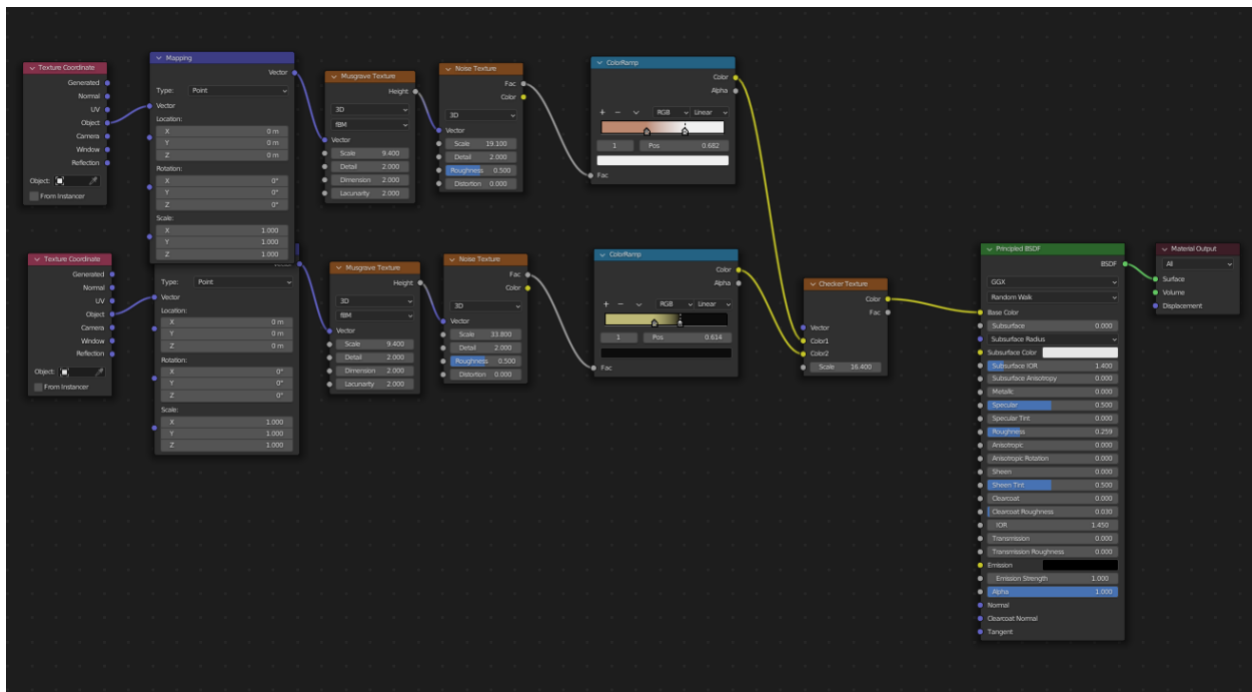 Texture Coordinate
Generated
Normal
UV
Object
Camera
Window
Reflection
Object:
From Instancer
Mapping
Vector
Type: Point
Vector
Location:
X 0 m
Y 0 m
Z 0 m
Rotation:
X 0°
Y 0°
Z 0°
Scale:
X 1.000
Y 1.000
Z 1.000
Musgrave Texture
Height
3D
fBM
Vector
Scale 9.400
Detail 2.000
Dimension 2.000
Lacunarity 2.000
Noise Texture
Fac
Color
3D
Vector
Scale 19.100
Detail 2.000
Roughness 0.500
Distortion 0.000
ColorRamp
Color
Alpha
RGB Linear
1 Pos 0.682
Fac
Texture Coordinate
Generated
Normal
UV
Object
Camera
Window
Reflection
Object:
From Instancer
Type: Point
Vector
Location:
X 0 m
Y 0 m
Z 0 m
Rotation:
X 0°
Y 0°
Z 0°
Scale:
X 1.000
Y 1.000
Z 1.000
Musgrave Texture
Height
3D
fBM
Vector
Scale 9.400
Detail 2.000
Dimension 2.000
Lacunarity 2.000
Noise Texture
Fac
Color
3D
Vector
Scale 33.800
Detail 2.000
Roughness 0.500
Distortion 0.000
ColorRamp
Color
Alpha
RGB Linear
1 Pos 0.614
Fac
Checker Texture
Color
Fac
Vector
Color1
Color2
Scale 16.400
Principled BSDF
BSDF
GGX
Random Walk
Base Color
Subsurface 0.000
Subsurface Radius
Subsurface Color
Subsurface IOR 1.400
Subsurface Anisotropy 0.000
Metallic 0.000
Specular 0.500
Specular Tint 0.000
Roughness 0.259
Anisotropic 0.000
Anisotropic Rotation 0.000
Sheen 0.000
Sheen Tint 0.500
Clearcoat 0.000
Clearcoat Roughness 0.030
IOR 1.450
Transmission 0.000
Transmission Roughness 0.000
Emission
Emission Strength 1.000
Alpha 1.000
Normal
Clearcoat Normal
Tangent
Material Output
All
Surface
Volume
Displacement